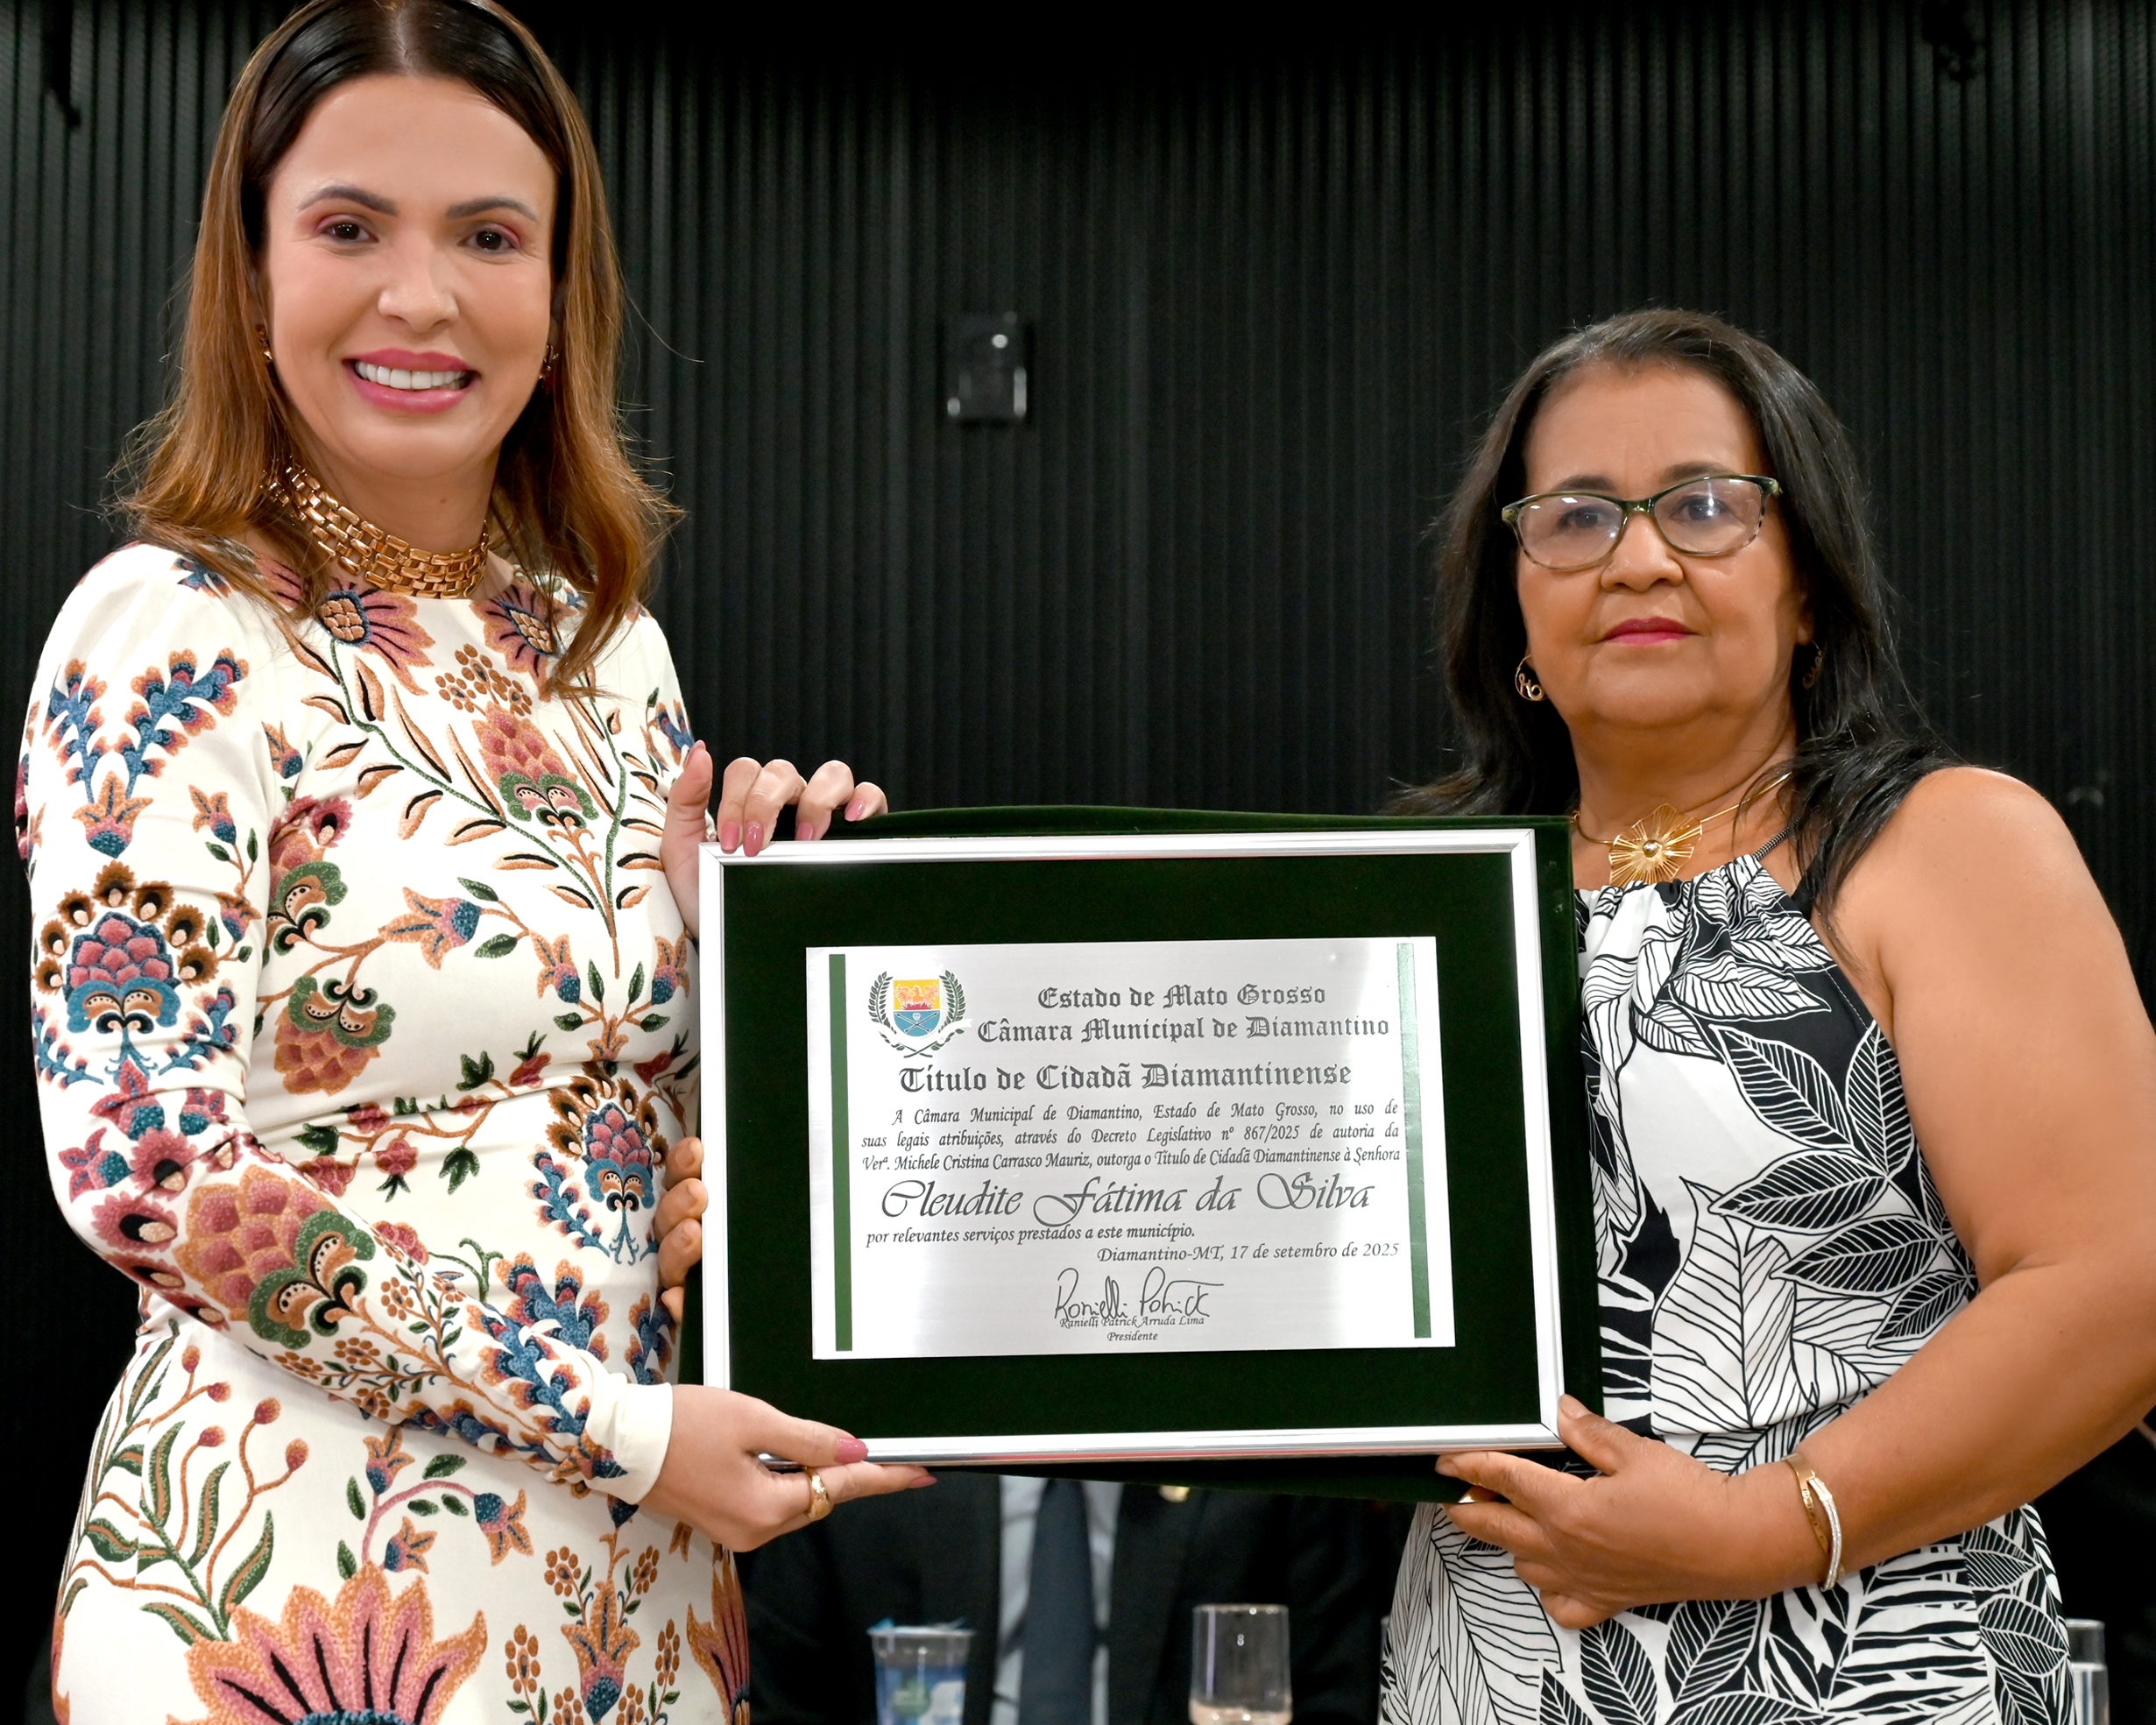 Estado de Mato Grosso
Câmara Municipal de Diamantino
Título de Cidadã Diamantinense
A Câmara Municipal de Diamantino, Estado de Mato Grosso, no uso de
suas legais atribuições, através do Decreto Legislativo nº 867/2025 de autoria da
Verª. Michele Cristina Carrasco Mauriz, outorga o Título de Cidadã Diamantinense à Senhora
Cleudite Fátima da Silva
por relevantes serviços prestados a este município.
Diamantino-MT, 17 de setembro de 2025
Ranielli Patrick
Ranielli Patrick Arruda Lima
Presidente